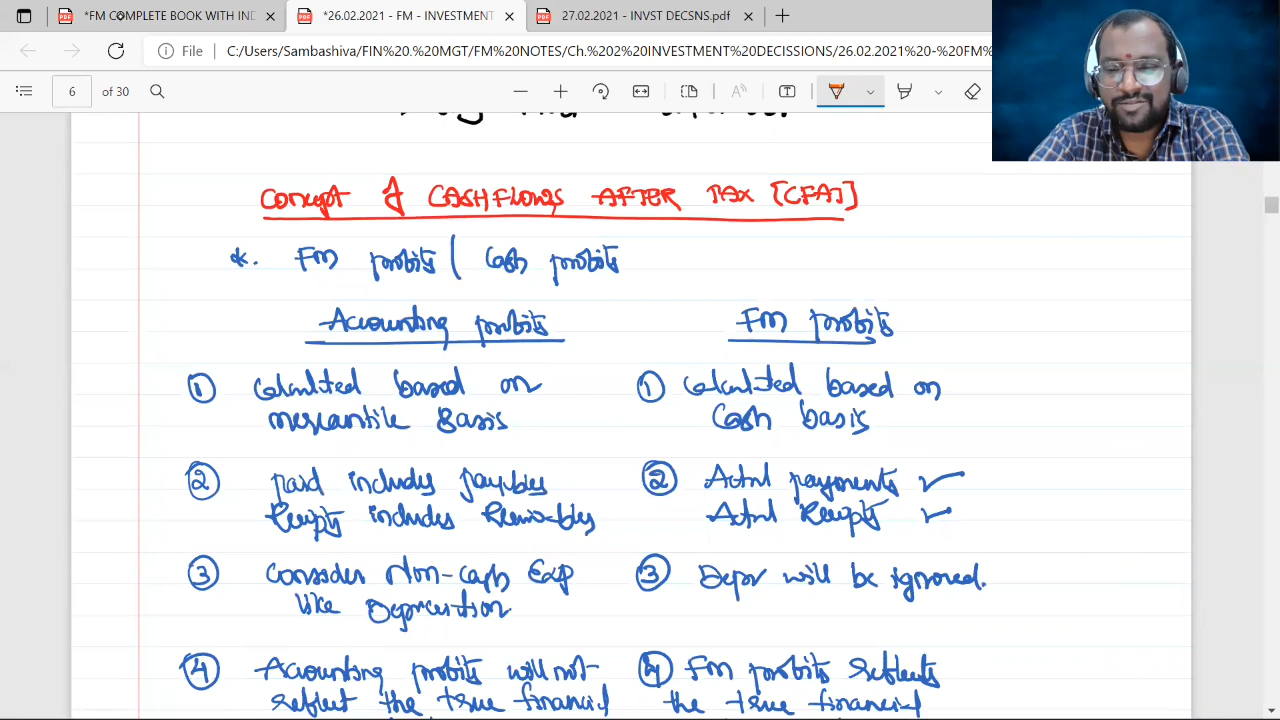 *FM COMPLETE BOOK WITH IND
*26.02.2021 - FM - INVESTMENT
27.02.2021 - INVST DECSNS.pdf
File C:/Users/Sambashiva/FIN%20.%20MGT/FM%20NOTES/Ch.%202%20INVESTMENT%20DECISSIONS/26.02.2021%20-%20FM%
6 of 30
Concept of CASHFLOWS AFTER TAX [CFAT]
*. FM profits | Cash profits
Accounting profits FM profits
① Calculated based on ① Calculated based on
mercantile Basis Cash basis
② paid includes payables ② Actual payments ✓
Receipts includes Receivables Actual Receipts ✓
③ Consider Non-cash Exp ③ Depr will be ignored.
like Depreciation.
④ Accounting profits will not ④ FM profits reflects
reflect the true financial the true financial